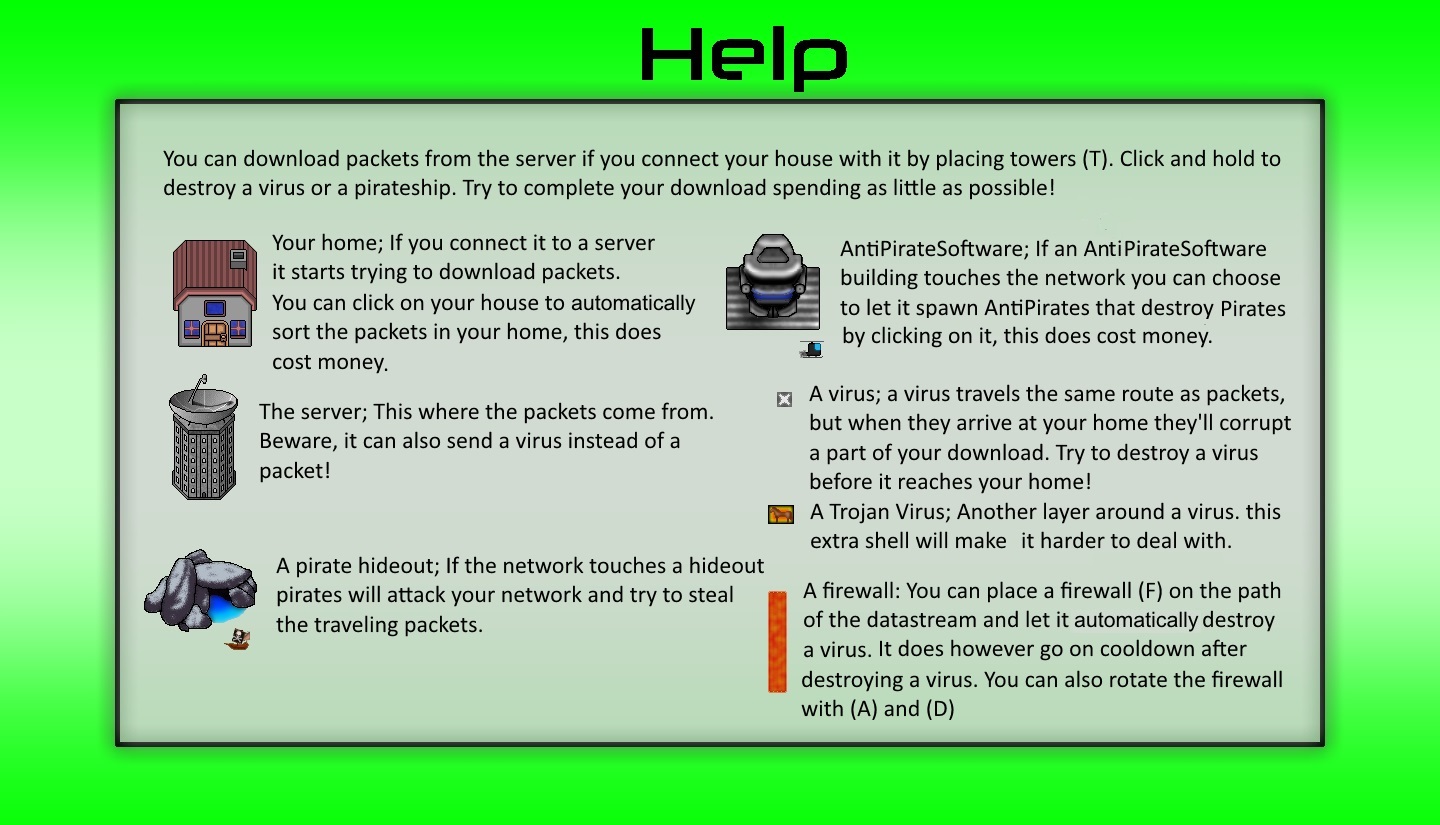 Help
You can download packets from the server if you connect your house with it by placing towers (T). Click and hold to
destroy a virus or a pirateship. Try to complete your download spending as little as possible!
Your home; If you connect it to a server
it starts trying to download packets.
You can click on your house to automatically
sort the packets in your home, this does
cost money.
The server; This where the packets come from.
Beware, it can also send a virus instead of a
packet!
A pirate hideout; If the network touches a hideout
pirates will attack your network and try to steal
the traveling packets.
AntiPirateSoftware; If an AntiPirateSoftware
building touches the network you can choose
to let it spawn AntiPirates that destroy Pirates
by clicking on it, this does cost money.
A virus; a virus travels the same route as packets,
but when they arrive at your home they'll corrupt
a part of your download. Try to destroy a virus
before it reaches your home!
A Trojan Virus; Another layer around a virus. this
extra shell will make it harder to deal with.
A firewall: You can place a firewall (F) on the path
of the datastream and let it automatically destroy
a virus. It does however go on cooldown after
destroying a virus. You can also rotate the firewall
with (A) and (D)